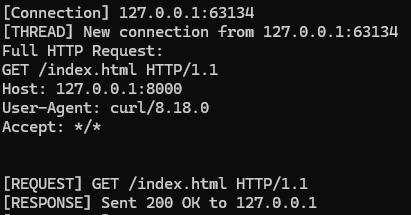 [Connection] 127.0.0.1:63134
[THREAD] New connection from 127.0.0.1:63134
Full HTTP Request:
GET /index.html HTTP/1.1
Host: 127.0.0.1:8000
User-Agent: curl/8.18.0
Accept: */*
[REQUEST] GET /index.html HTTP/1.1
[RESPONSE] Sent 200 OK to 127.0.0.1